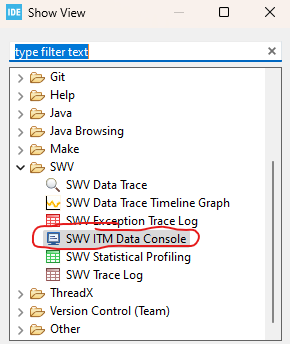 IDE Show View
type filter text
Git
Help
Java
Java Browsing
Make
SWV
SWV Data Trace
SWV Data Trace Timeline Graph
SWV Exception Trace Log
SWV ITM Data Console
SWV Statistical Profiling
SWV Trace Log
ThreadX
Version Control (Team)
Other